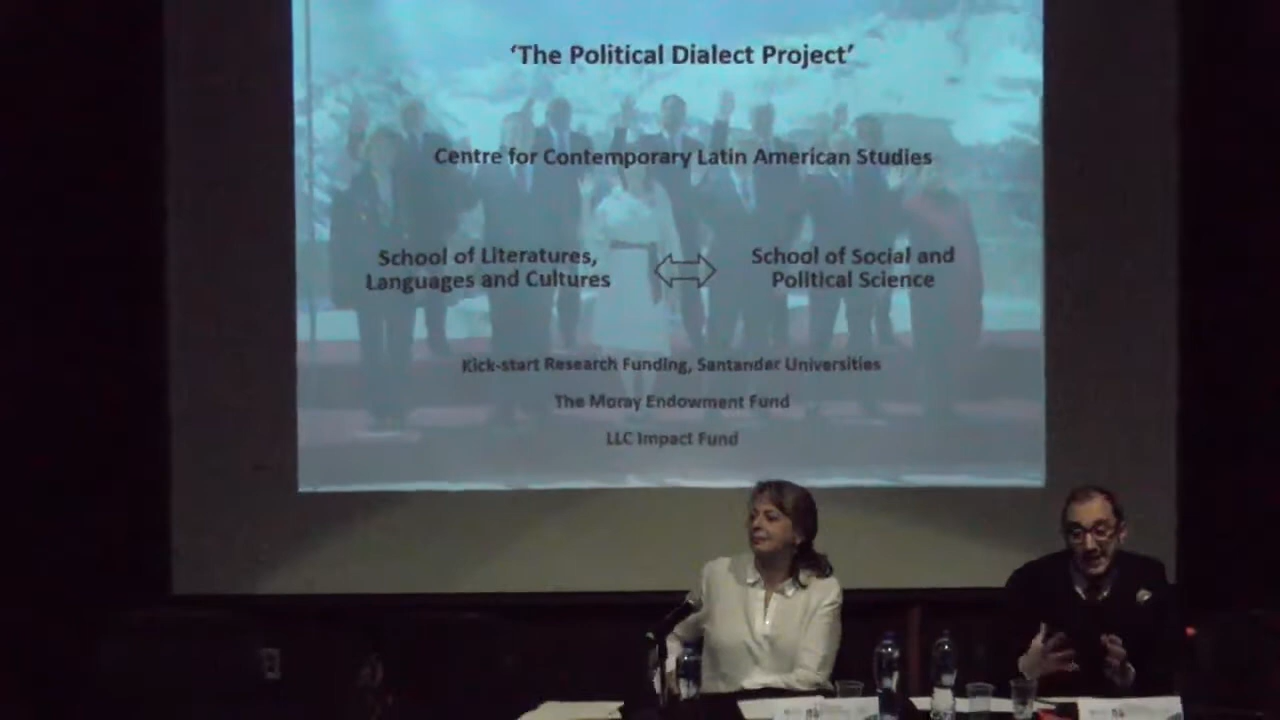 ‘The Political Dialect Project’
Centre for Contemporary Latin American Studies
School of Literatures,
Languages and Cultures
School of Social and
Political Science
Kick-start Research Funding, Santander Universities
The Moray Endowment Fund
LLC Impact Fund